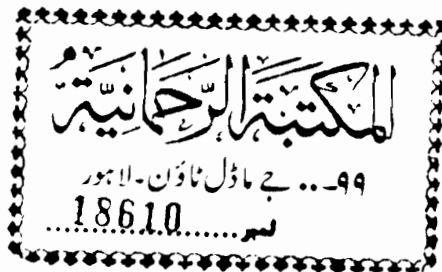 المكتبة الرحمانية
۹۹... جے ماڈل ٹاؤن ۔ لاہور
نمبر......18610......